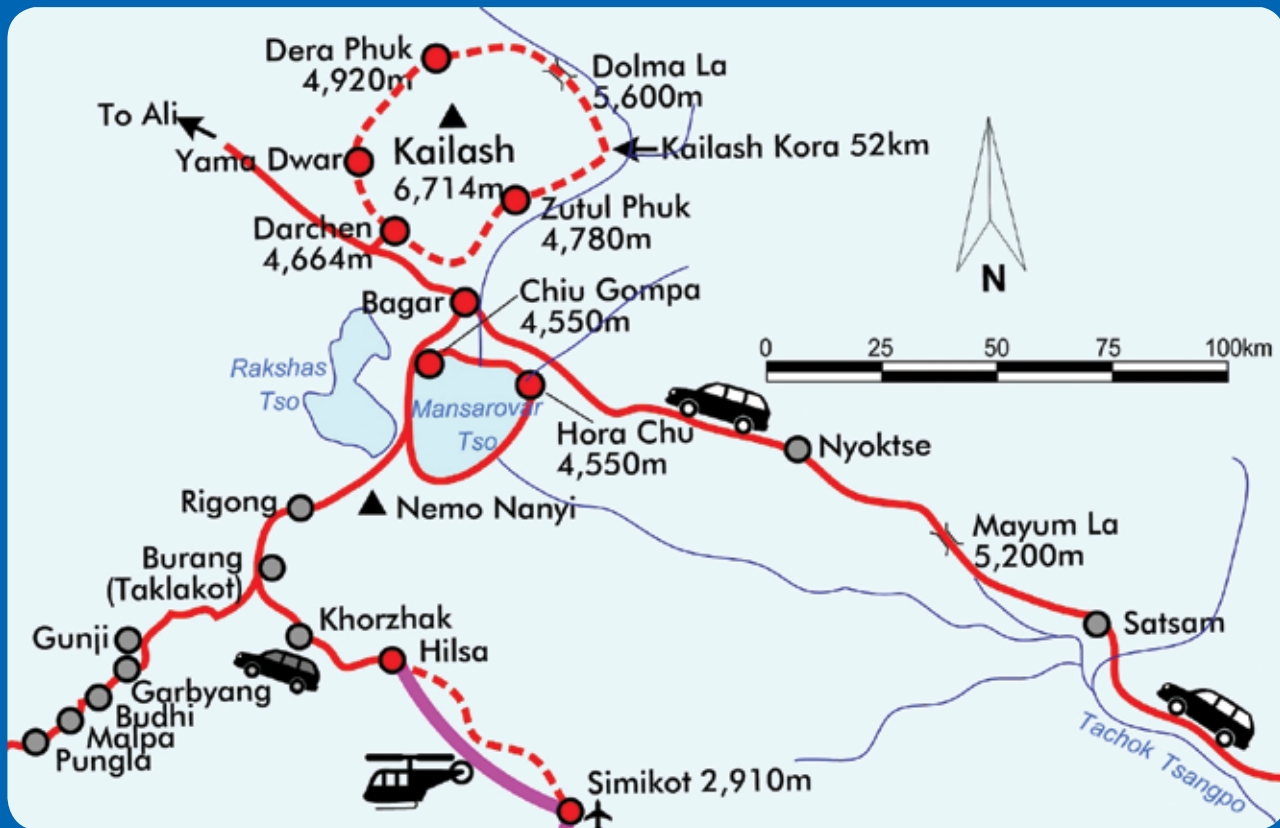 Dera Phuk
4,920m
Dolma La
5,600m
To Ali
Yama Dwar
Kailash
6,714m
Kailash Kora 52km
Zutul Phuk
4,780m
Darchen
4,664m
N
Bagar
Chiu Gompa
4,550m
0 25 50 75 100km
Rakshas
Tso
Mansarovar
Tso
Hora Chu
4,550m
Nyoktse
Rigong
Nemo Nanyi
Mayum La
5,200m
Burang
(Taklakot)
Khorzhak
Satsam
Gunji
Hilsa
Garbyang
Budhi
Malpa
Pungla
Tachok Tsangpo
Simikot 2,910m